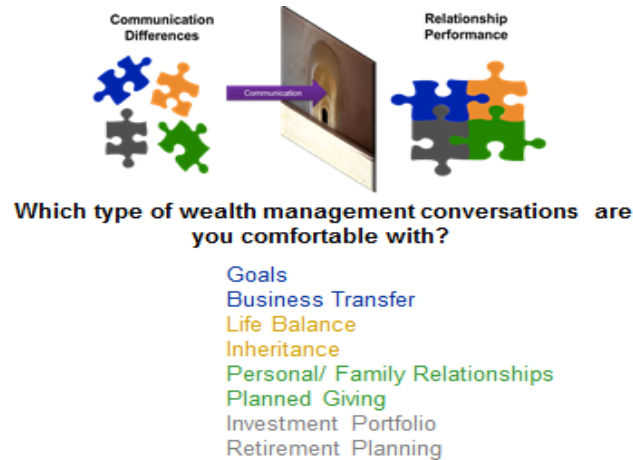 Communication
Differences
Relationship
Performance
Communication
Which type of wealth management conversations are
you comfortable with?
Goals
Business Transfer
Life Balance
Inheritance
Personal/ Family Relationships
Planned Giving
Investment Portfolio
Retirement Planning